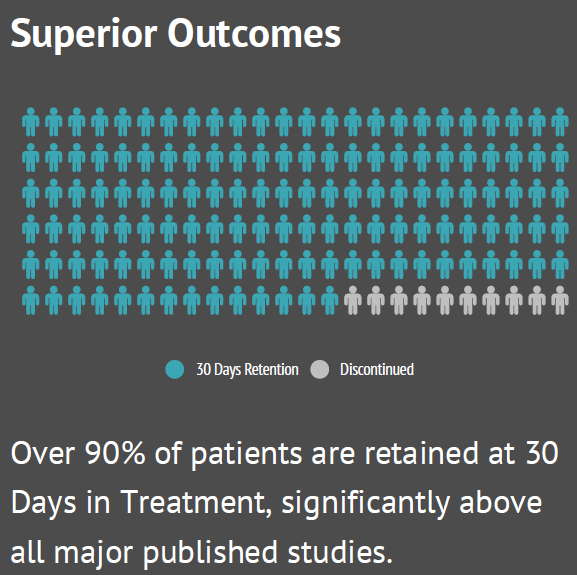 Superior Outcomes
30 Days Retention Discontinued
Over 90% of patients are retained at 30
Days in Treatment, significantly above
all major published studies.